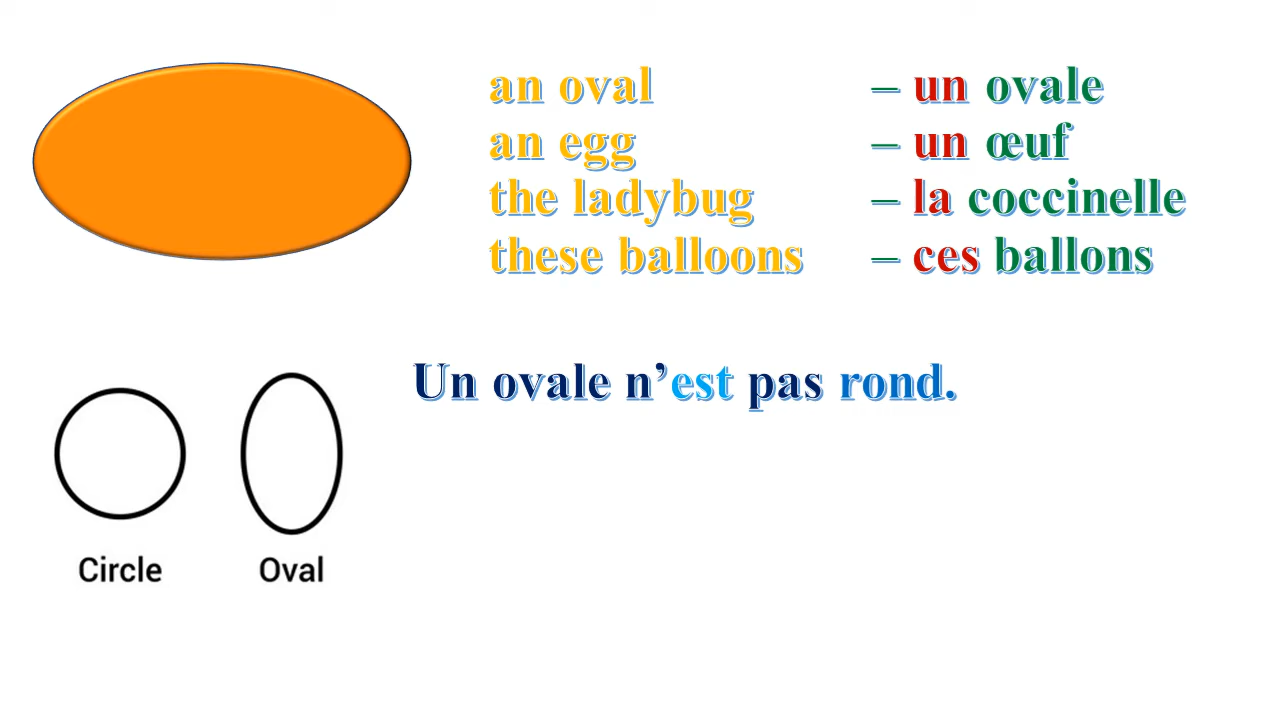 an oval – un ovale
an egg – un œuf
the ladybug – la coccinelle
these balloons – ces ballons
Un ovale n’est pas rond.
Circle Oval